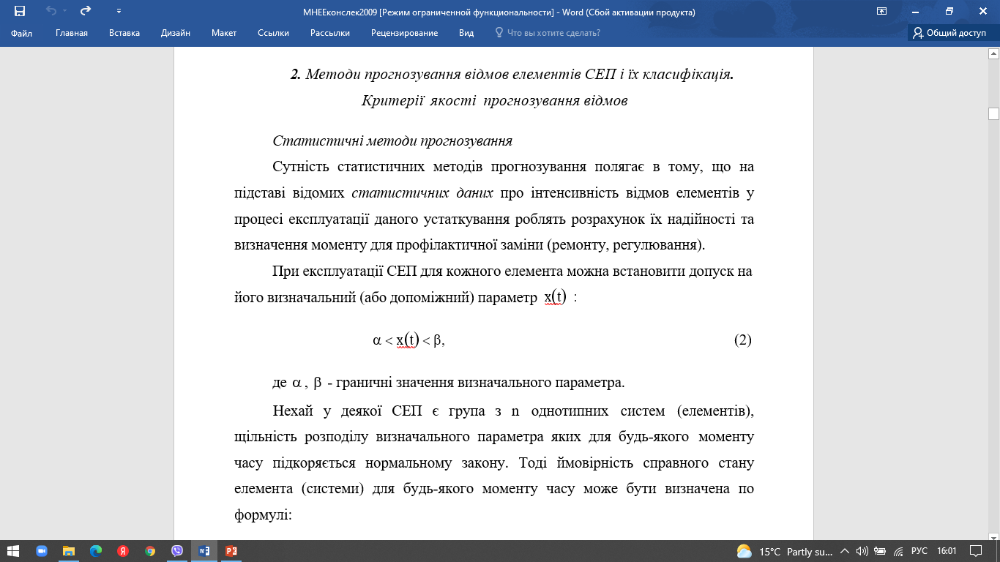 МНЕЕконслек2009 [Режим ограниченной функциональности] - Word (Сбой активации продукта)
Файл Главная Вставка Дизайн Макет Ссылки Рассылки Рецензирование Вид Что вы хотите сделать? Общий доступ
2. Методи прогнозування відмов елементів СЕП і їх класифікація.
Критерії якості прогнозування відмов
Статистичні методи прогнозування
Сутність статистичних методів прогнозування полягає в тому, що на
підставі відомих статистичних даних про інтенсивність відмов елементів у
процесі експлуатації даного устаткування роблять розрахунок їх надійності та
визначення моменту для профілактичної заміни (ремонту, регулювання).
При експлуатації СЕП для кожного елемента можна встановити допуск на
його визначальний (або допоміжний) параметр x(t) :
α < x(t) < β, (2)
де α , β - граничні значення визначального параметра.
Нехай у деякої СЕП є група з n однотипних систем (елементів),
щільність розподілу визначального параметра яких для будь-якого моменту
часу підкоряється нормальному закону. Тоді ймовірність справного стану
елемента (системи) для будь-якого моменту часу може бути визначена по
формулі:
15°C Partly su... РУС 16:01